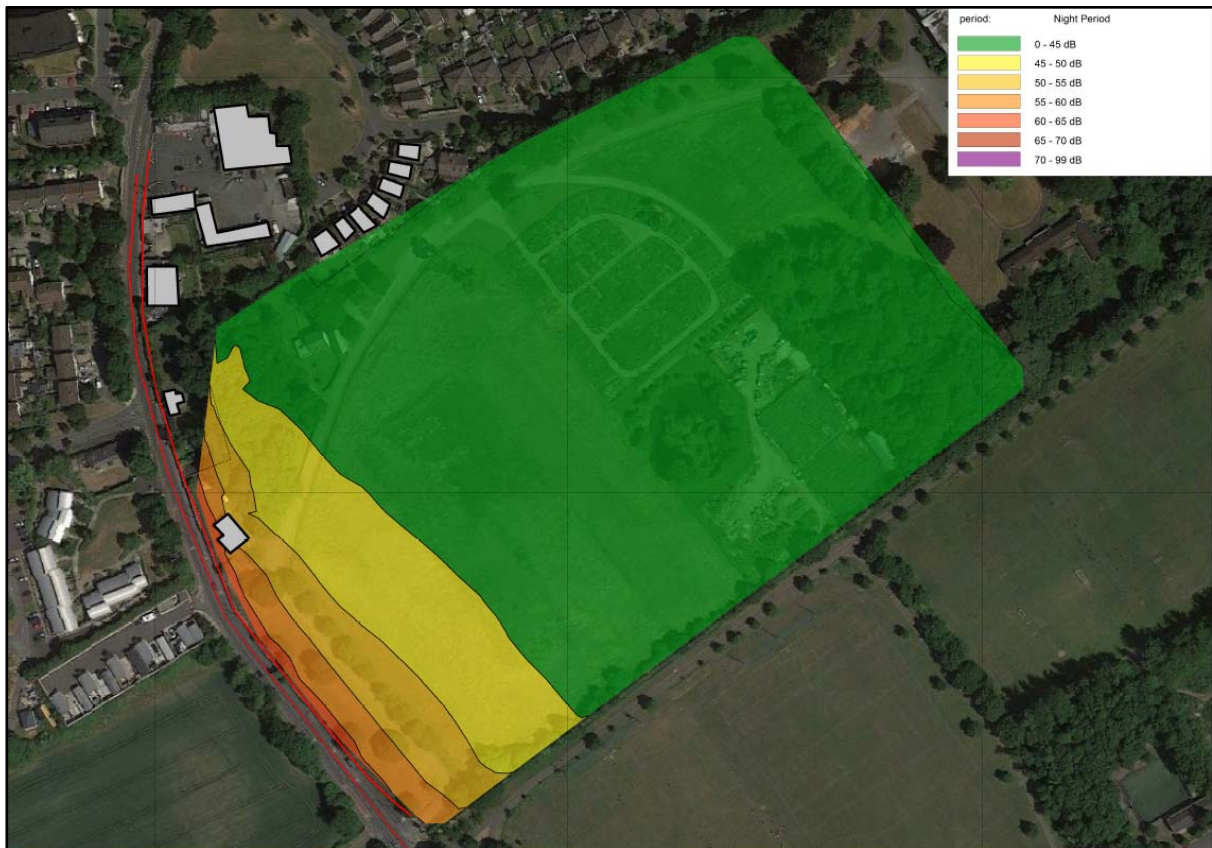 period: Night Period
0 - 45 dB
45 - 50 dB
50 - 55 dB
55 - 60 dB
60 - 65 dB
65 - 70 dB
70 - 99 dB